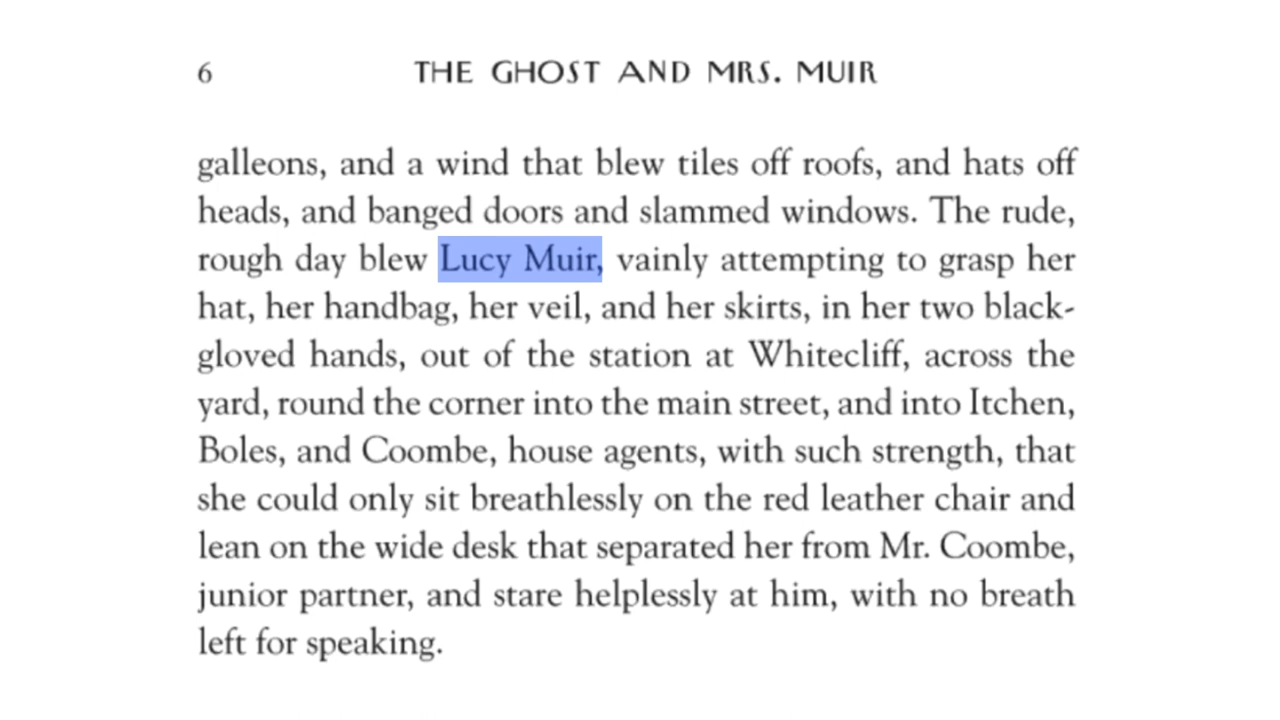 6 THE GHOST AND MRS. MUIR
galleons, and a wind that blew tiles off roofs, and hats off
heads, and banged doors and slammed windows. The rude,
rough day blew Lucy Muir, vainly attempting to grasp her
hat, her handbag, her veil, and her skirts, in her two black-
gloved hands, out of the station at Whitecliff, across the
yard, round the corner into the main street, and into Itchen,
Boles, and Coombe, house agents, with such strength, that
she could only sit breathlessly on the red leather chair and
lean on the wide desk that separated her from Mr. Coombe,
junior partner, and stare helplessly at him, with no breath
left for speaking.